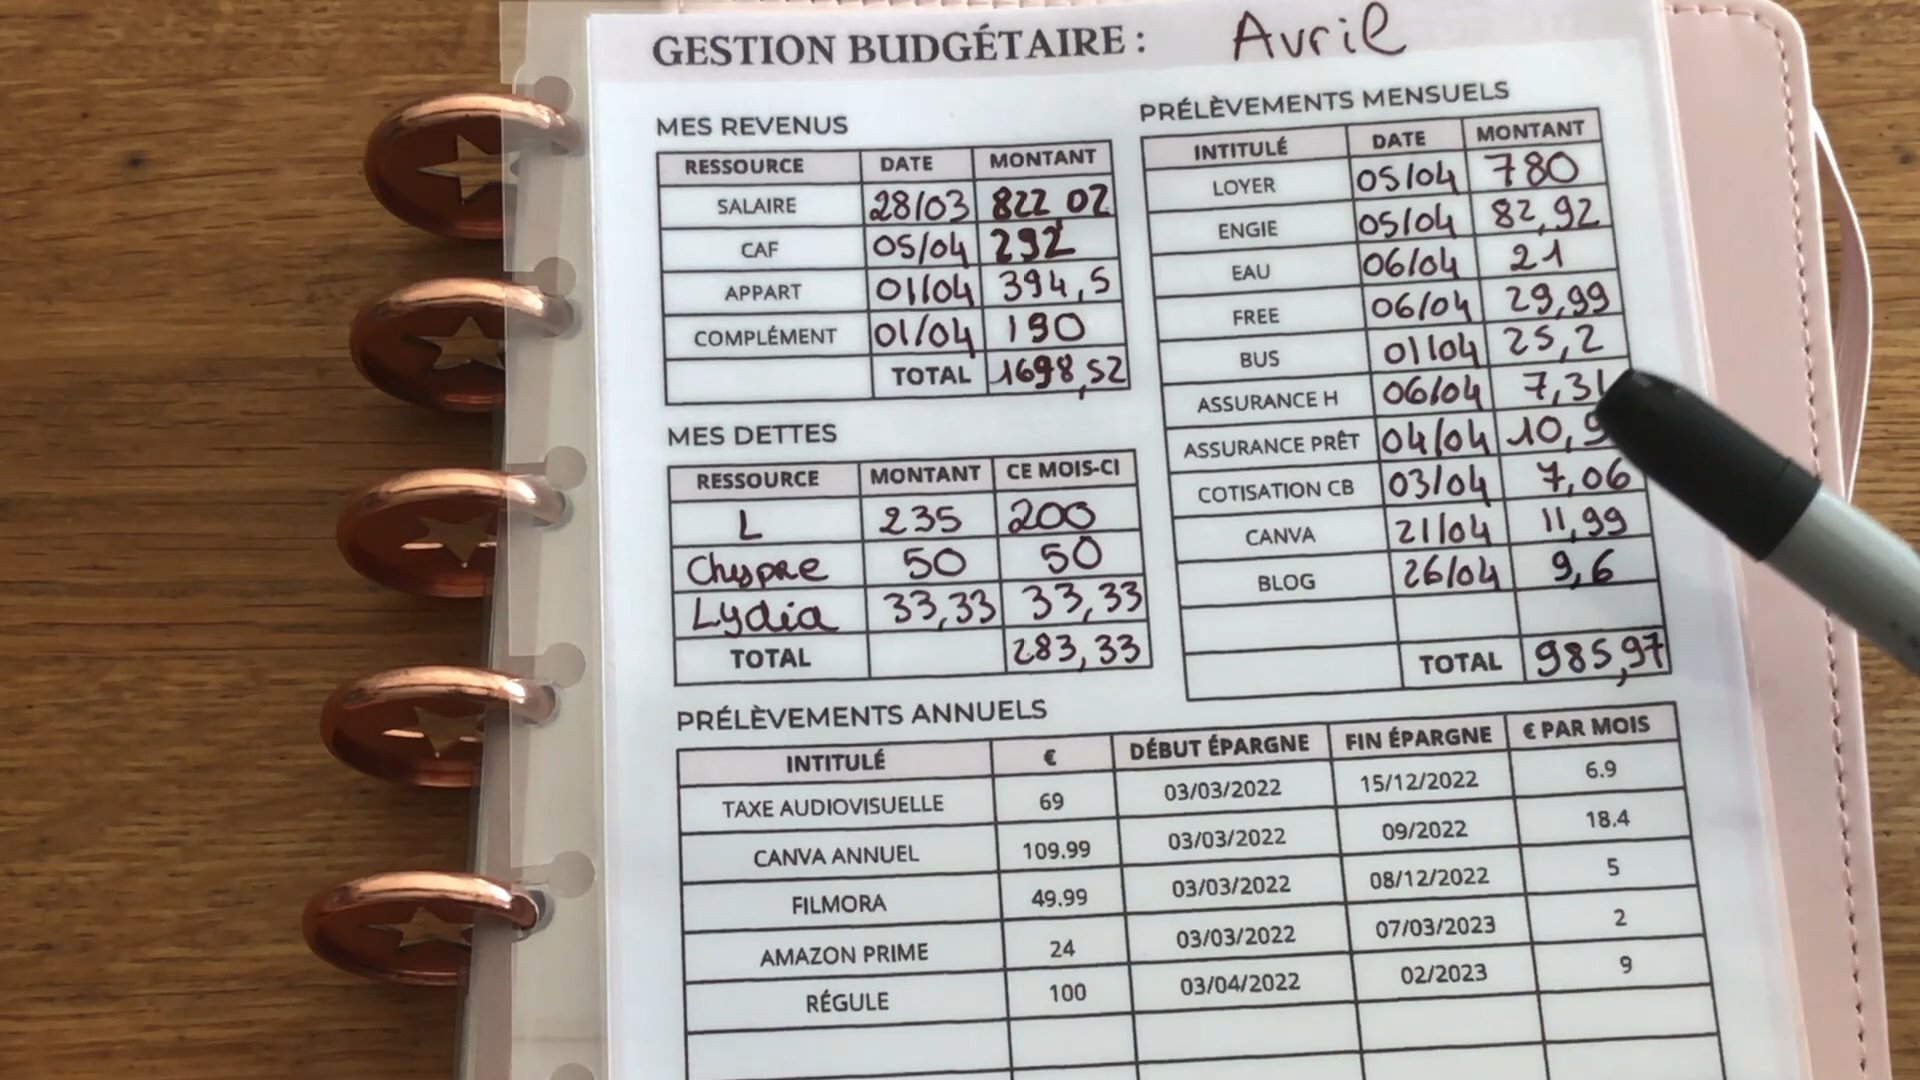 GESTION BUDGÉTAIRE : Avril
MES REVENUS
RESSOURCE DATE MONTANT
SALAIRE 28/03 822 02
CAF 05/04 292
APPART 01/04 394,5
COMPLÉMENT 01/04 190
TOTAL 1698,52
MES DETTES
RESSOURCE MONTANT CE MOIS-CI
L 235 200
Chypre 50 50
Lydia 33,33 33,33
TOTAL 283,33
PRÉLÈVEMENTS MENSUELS
INTITULÉ DATE MONTANT
LOYER 05/04 780
ENGIE 05/04 82,92
EAU 06/04 21
FREE 06/04 29,99
BUS 01/04 25,2
ASSURANCE H 06/04 7,31
ASSURANCE PRÊT 04/04
COTISATION CB 03/04 7,06
CANVA 21/04 11,99
BLOG 26/04 9,6
TOTAL 985,97
PRÉLÈVEMENTS ANNUELS
INTITULÉ € DÉBUT ÉPARGNE FIN ÉPARGNE € PAR MOIS
TAXE AUDIOVISUELLE 69 03/03/2022 15/12/2022 6.9
CANVA ANNUEL 109.99 03/03/2022 09/2022 18.4
FILMORA 49.99 03/03/2022 08/12/2022 5
AMAZON PRIME 24 03/03/2022 07/03/2023 2
RÉGULE 100 03/04/2022 02/2023 9